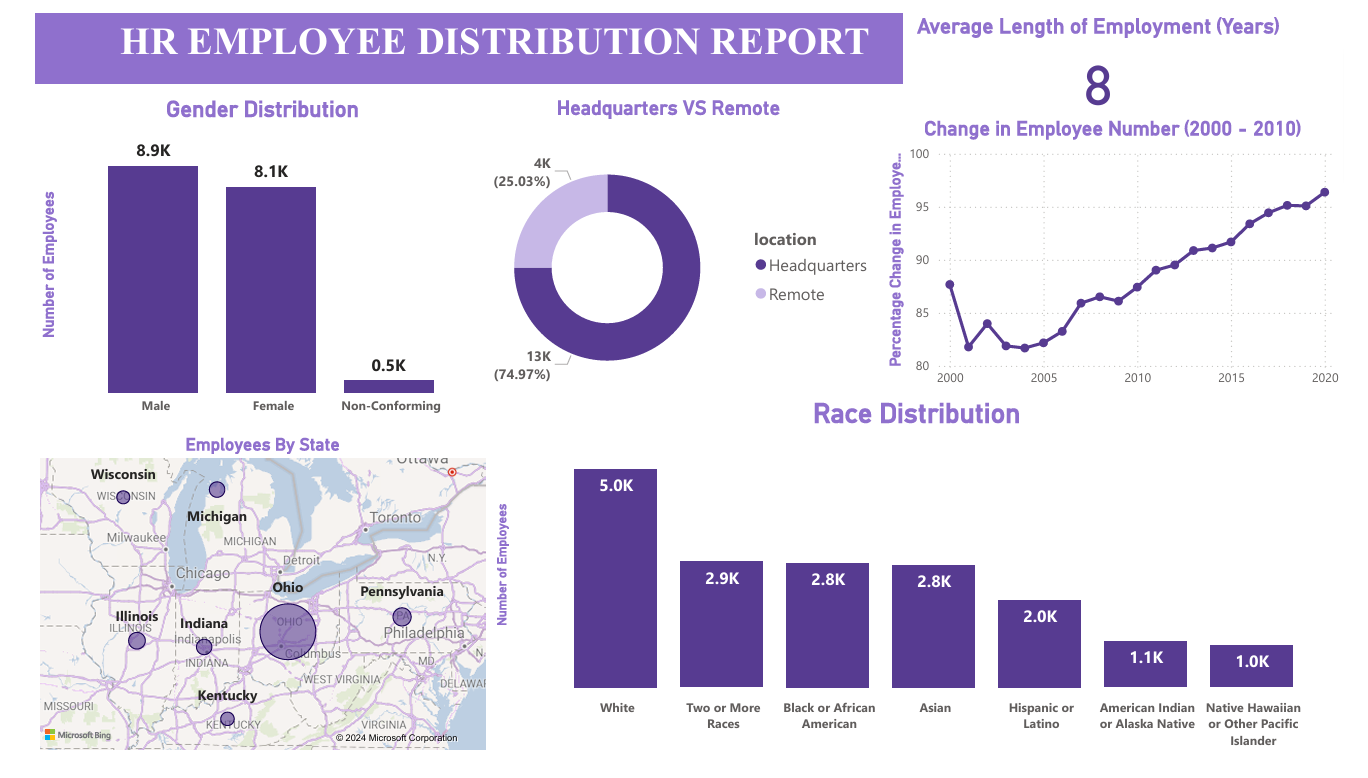 HR EMPLOYEE DISTRIBUTION REPORT
Average Length of Employment (Years)
8
Gender Distribution
Number of Employees
8.9K
8.1K
0.5K
Male
Female
Non-Conforming
Headquarters VS Remote
4K
(25.03%)
13K
(74.97%)
location
Headquarters
Remote
Change in Employee Number (2000 - 2010)
Percentage Change in Employe...
100
95
90
85
80
2000
2005
2010
2015
2020
Employees By State
Ottawa
Wisconsin
WISCONSIN
Michigan
Toronto
Milwaukee
MICHIGAN
N.Y.
Detroit
Chicago
Ohio
Pennsylvania
Illinois
ILLINOIS
Indiana
OHIO
PA
Indianapolis
Philadelphia
Columbus
INDIANA
MD.
N.
WEST VIRGINIA
DELAWAR
Kentucky
MISSOURI
KENTUCKY
VIRGINIA
Microsoft Bing
© 2024 Microsoft Corporation
Race Distribution
Number of Employees
5.0K
2.9K
2.8K
2.8K
2.0K
1.1K
1.0K
White
Two or More
Races
Black or African
American
Asian
Hispanic or
Latino
American Indian
or Alaska Native
Native Hawaiian
or Other Pacific
Islander